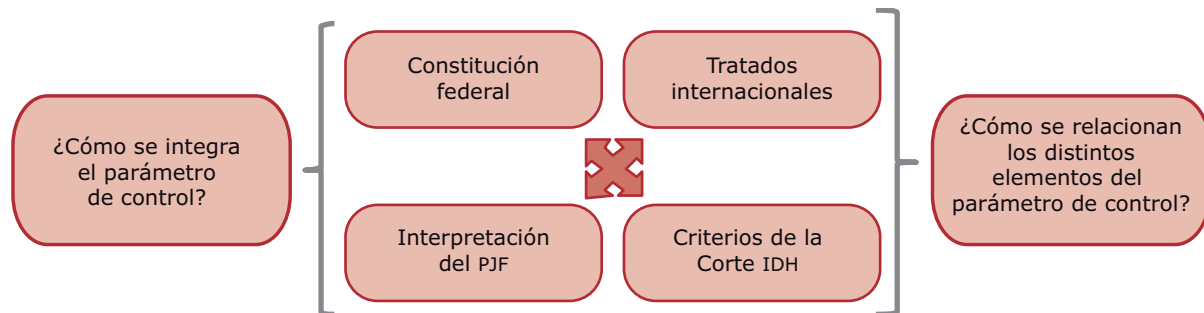 ¿Cómo se integra
el parámetro
de control?
Constitución
federal
Tratados
internacionales
Interpretación
del PJF
Criterios de la
Corte IDH
¿Cómo se relacionan
los distintos
elementos del
parámetro de control?